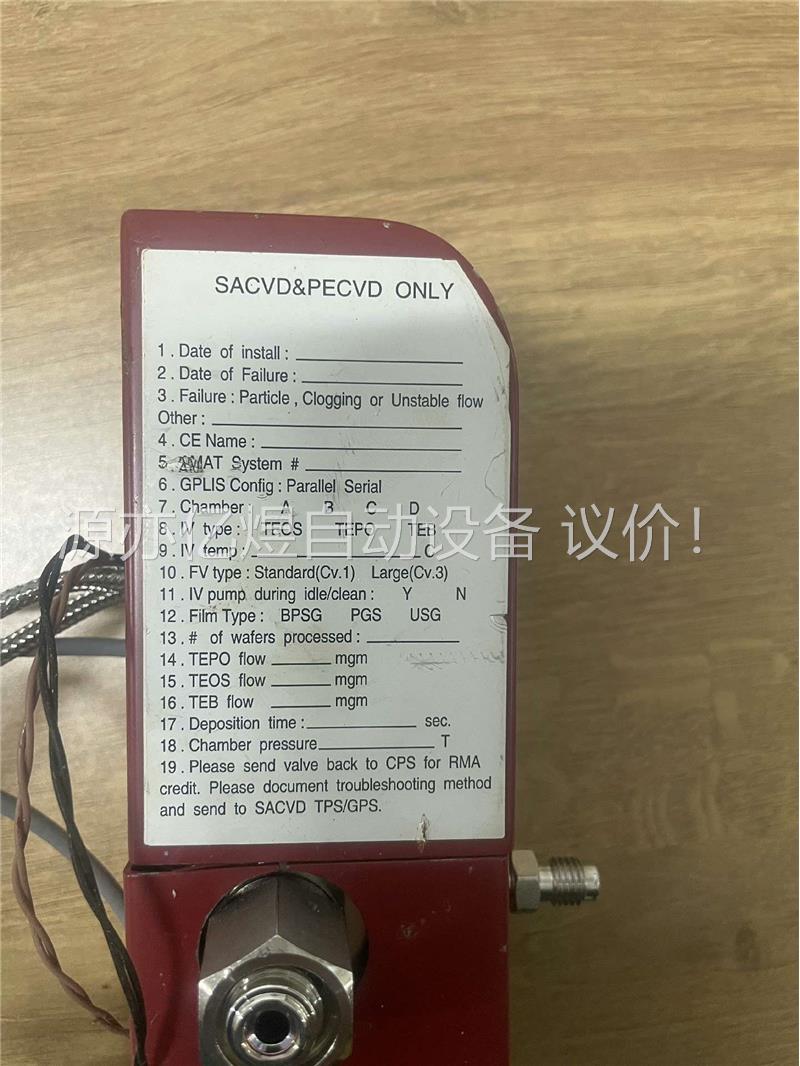 SACVD&PECVD ONLY
1 . Date of install :
2 . Date of Failure :
3 . Failure : Particle , Clogging or Unstable flow
Other :
4 . CE Name :
5 . AMAT System #
6 . GPLIS Config : Parallel Serial
7 . Chamber : A B C D
8 . IV type : TEOS TEPO TEB
源亦亿煜自动设备 议价!
9 . IV temp C
10 . FV type : Standard(Cv.1) Large(Cv.3)
11 . IV pump during idle/clean : Y N
12 . Film Type : BPSG PGS USG
13 . # of wafers processed :
14 . TEPO flow mgm
15 . TEOS flow mgm
16 . TEB flow mgm
17 . Deposition time : sec.
18 . Chamber pressure T
19 . Please send valve back to CPS for RMA
credit. Please document troubleshooting method
and send to SACVD TPS/GPS.